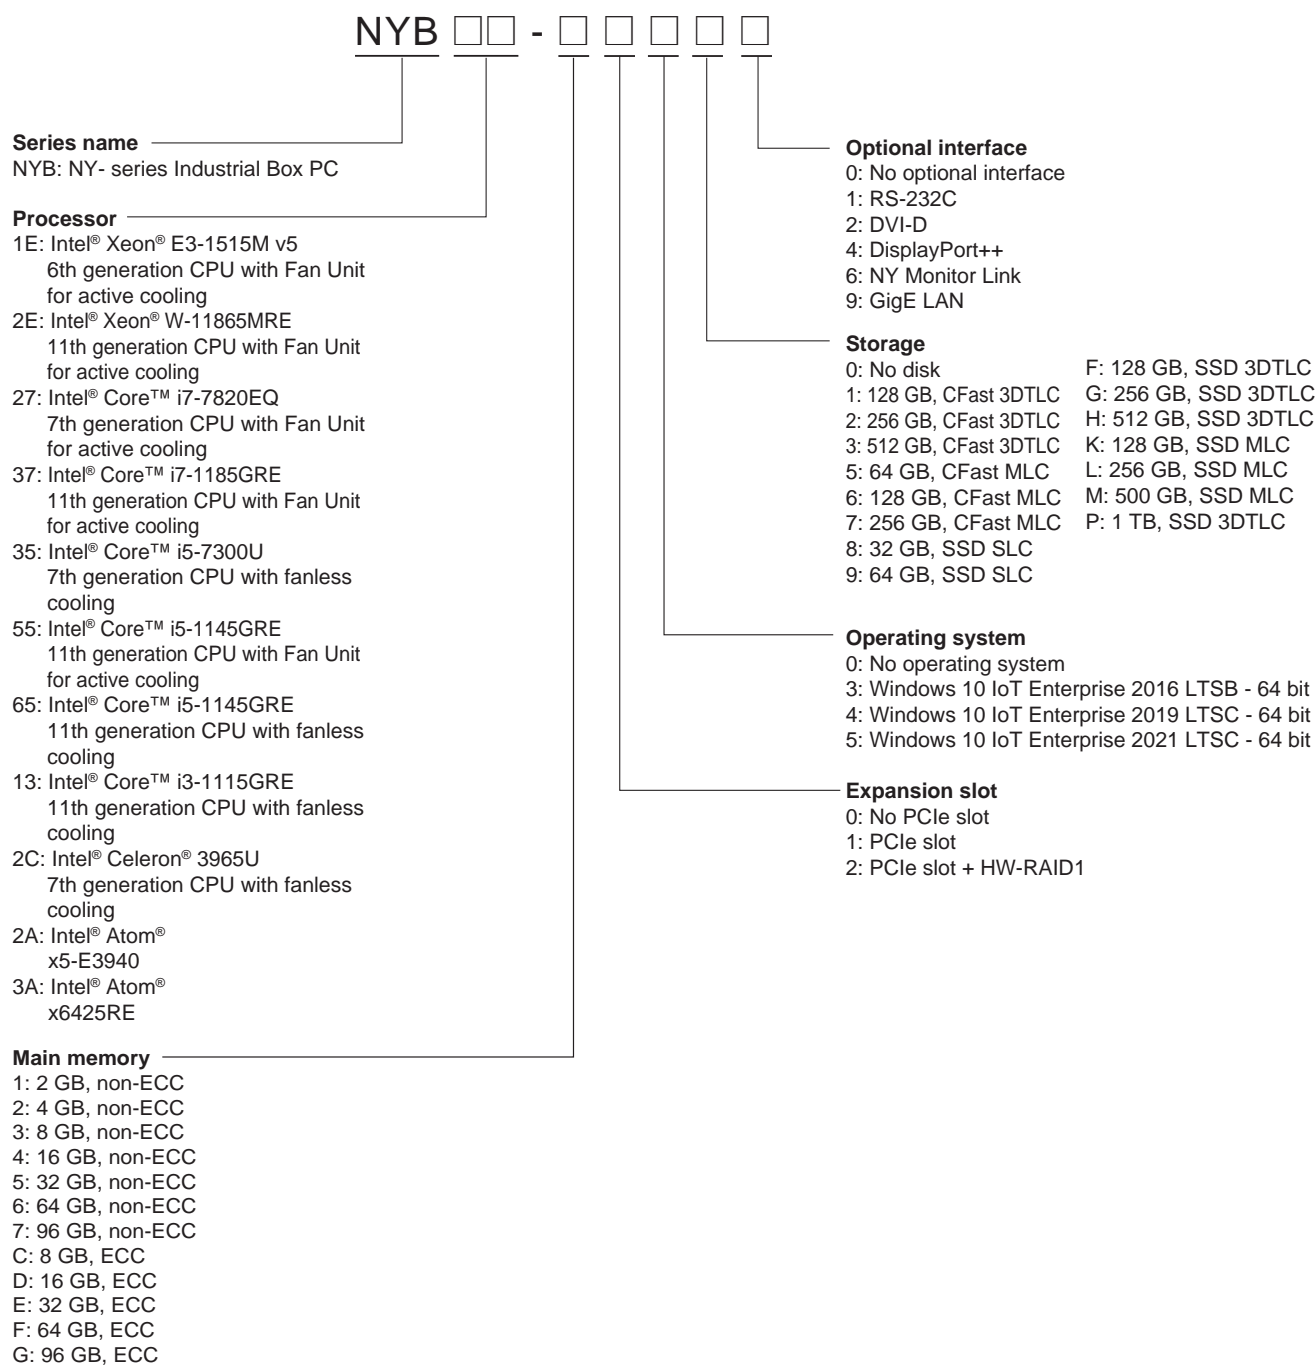 NYB □□ - □ □ □ □ □
Series name
NYB: NY- series Industrial Box PC
Processor
1E: Intel® Xeon® E3-1515M v5
6th generation CPU with Fan Unit
for active cooling
2E: Intel® Xeon® W-11865MRE
11th generation CPU with Fan Unit
for active cooling
27: Intel® Core™ i7-7820EQ
7th generation CPU with Fan Unit
for active cooling
37: Intel® Core™ i7-1185GRE
11th generation CPU with Fan Unit
for active cooling
35: Intel® Core™ i5-7300U
7th generation CPU with fanless
cooling
55: Intel® Core™ i5-1145GRE
11th generation CPU with Fan Unit
for active cooling
65: Intel® Core™ i5-1145GRE
11th generation CPU with fanless
cooling
13: Intel® Core™ i3-1115GRE
11th generation CPU with fanless
cooling
2C: Intel® Celeron® 3965U
7th generation CPU with fanless
cooling
2A: Intel® Atom®
x5-E3940
3A: Intel® Atom®
x6425RE
Main memory
1: 2 GB, non-ECC
2: 4 GB, non-ECC
3: 8 GB, non-ECC
4: 16 GB, non-ECC
5: 32 GB, non-ECC
6: 64 GB, non-ECC
7: 96 GB, non-ECC
C: 8 GB, ECC
D: 16 GB, ECC
E: 32 GB, ECC
F: 64 GB, ECC
G: 96 GB, ECC
Optional interface
0: No optional interface
1: RS-232C
2: DVI-D
4: DisplayPort++
6: NY Monitor Link
9: GigE LAN
Storage
0: No disk
1: 128 GB, CFast 3DTLC
2: 256 GB, CFast 3DTLC
3: 512 GB, CFast 3DTLC
5: 64 GB, CFast MLC
6: 128 GB, CFast MLC
7: 256 GB, CFast MLC
8: 32 GB, SSD SLC
9: 64 GB, SSD SLC
F: 128 GB, SSD 3DTLC
G: 256 GB, SSD 3DTLC
H: 512 GB, SSD 3DTLC
K: 128 GB, SSD MLC
L: 256 GB, SSD MLC
M: 500 GB, SSD MLC
P: 1 TB, SSD 3DTLC
Operating system
0: No operating system
3: Windows 10 IoT Enterprise 2016 LTSB - 64 bit
4: Windows 10 IoT Enterprise 2019 LTSC - 64 bit
5: Windows 10 IoT Enterprise 2021 LTSC - 64 bit
Expansion slot
0: No PCIe slot
1: PCIe slot
2: PCIe slot + HW-RAID1